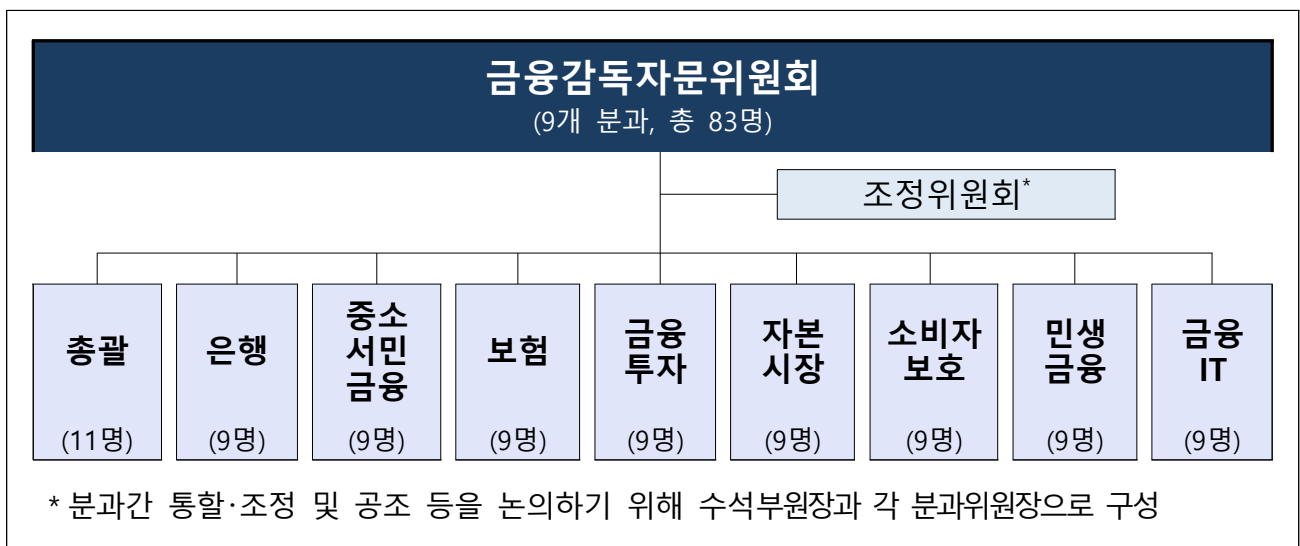 금융감독자문위원회
(9개 분과, 총 83명)
조정위원회*
총괄
(11명)
은행
(9명)
중소
서민
금융
(9명)
보험
(9명)
금융
투자
(9명)
자본
시장
(9명)
소비자
보호
(9명)
민생
금융
(9명)
금융
IT
(9명)
* 분과간 통할·조정 및 공조 등을 논의하기 위해 수석부원장과 각 분과위원장으로 구성